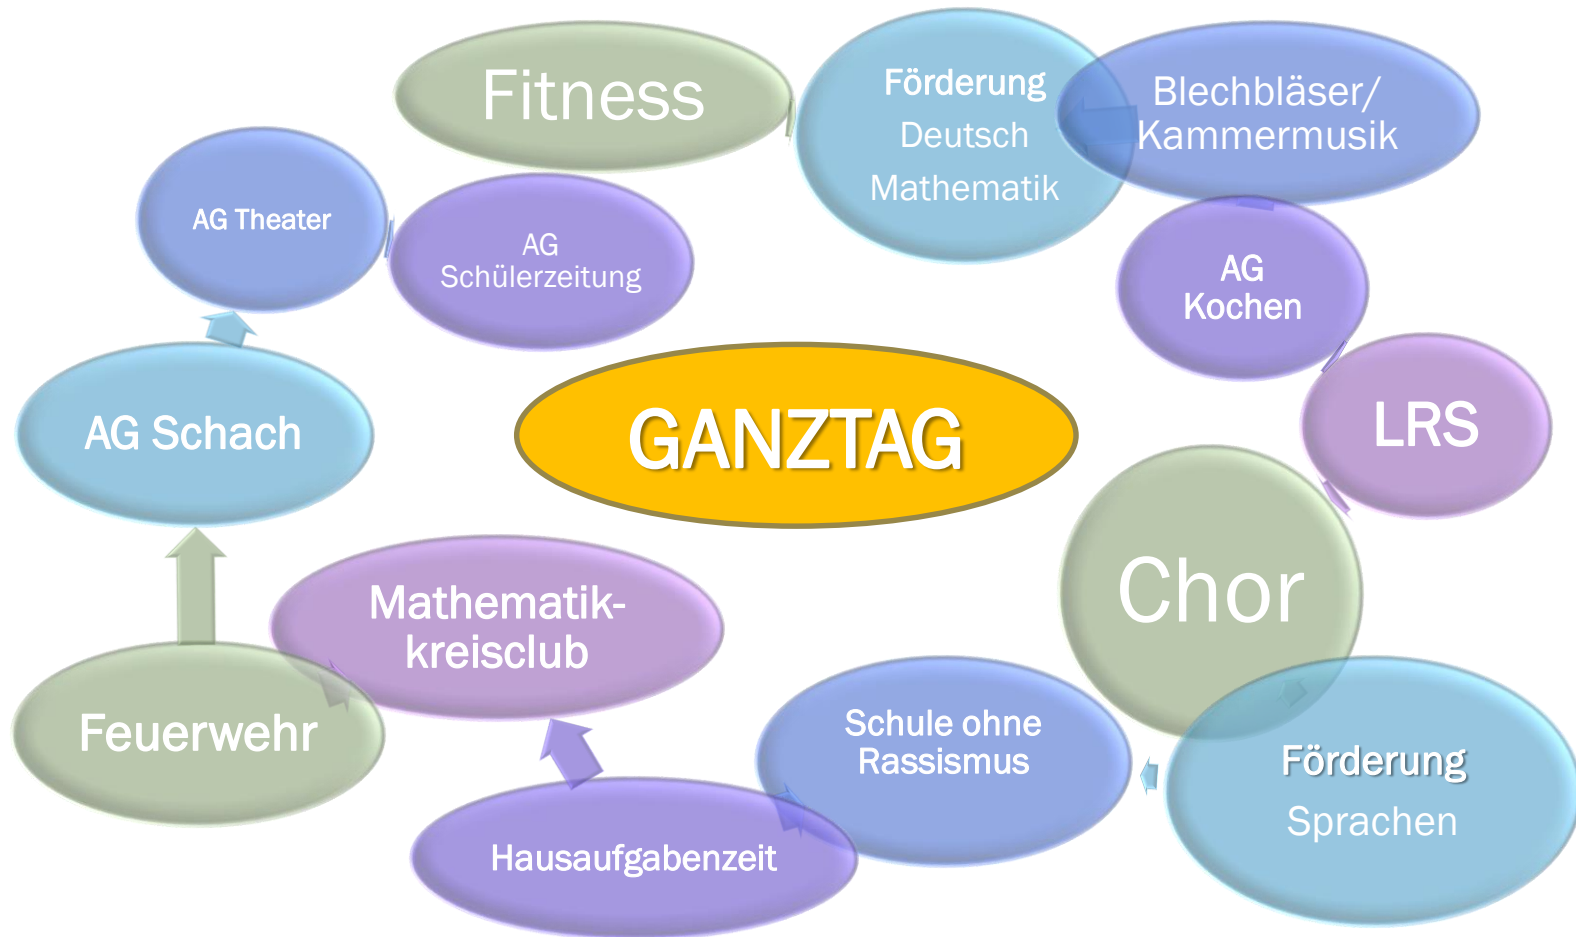 Fitness
Förderung
Deutsch
Mathematik
Blechbläser/
Kammermusik
AG Theater
AG
Schülerzeitung
AG
Kochen
AG Schach
GANZTAG
LRS
Chor
Mathematik-
kreisclub
Feuerwehr
Schule ohne
Rassismus
Förderung
Sprachen
Hausaufgabenzeit